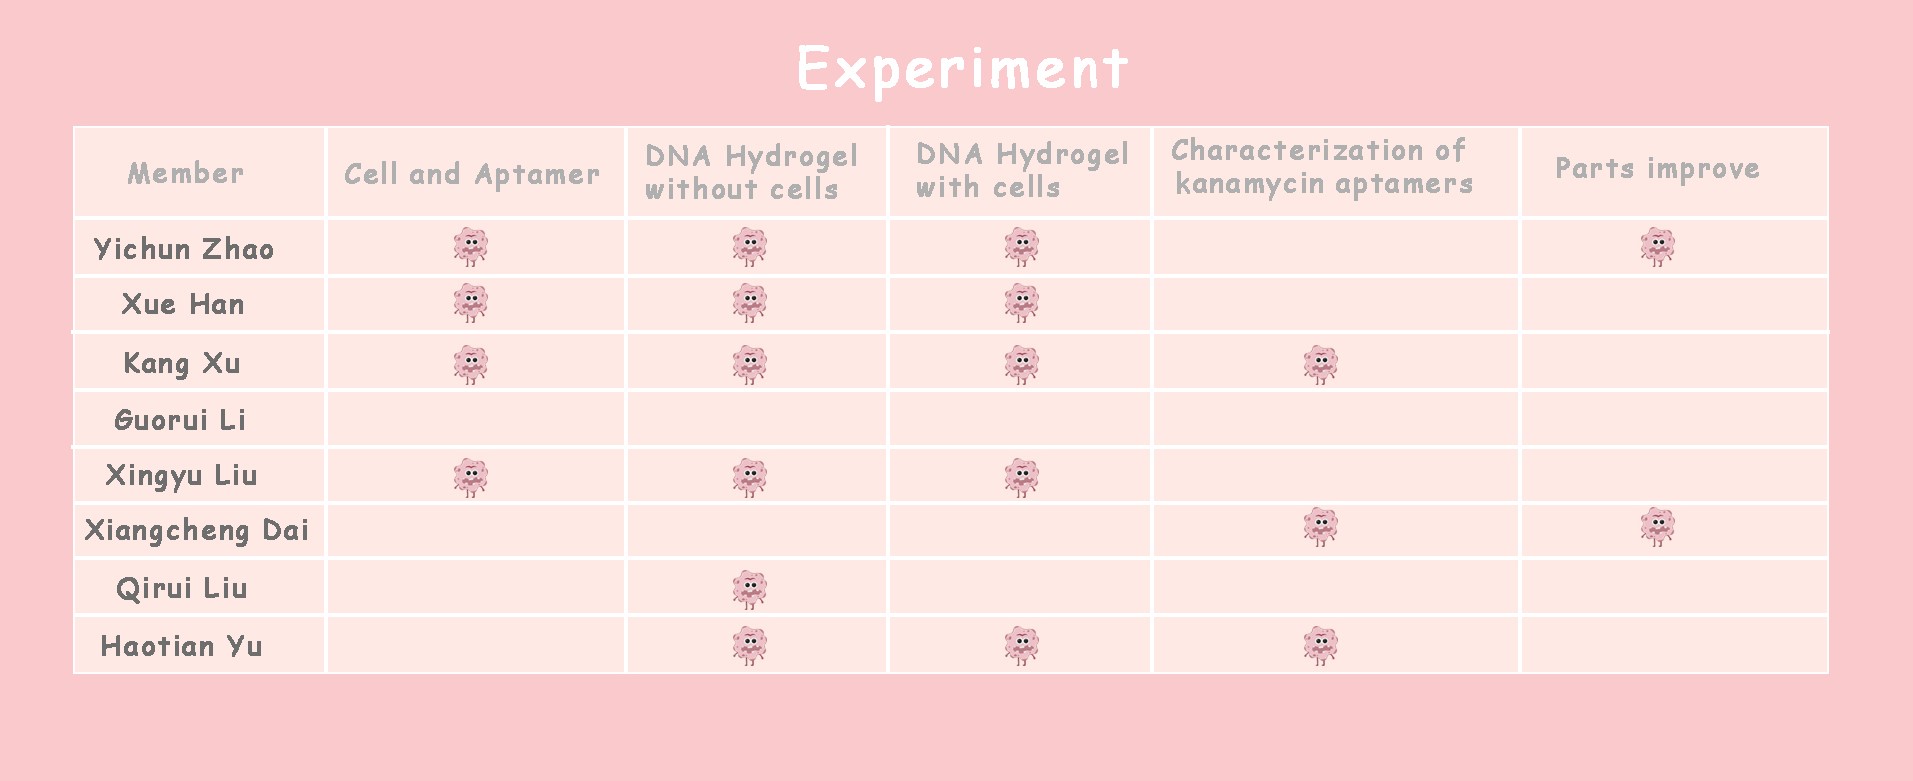 Experiment
Member
Cell and Aptamer
DNA Hydrogel
without cells
DNA Hydrogel
with cells
Characterization of
kanamycin aptamers
Parts improve
Yichun Zhao
Xue Han
Kang Xu
Guorui Li
Xingyu Liu
Xiangcheng Dai
Qirui Liu
Haotian Yu